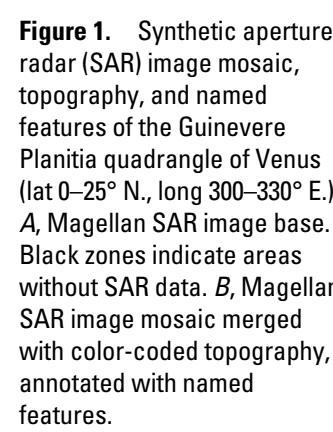 Figure 1. Synthetic aperture
radar (SAR) image mosaic,
topography, and named
features of the Guinevere
Planitia quadrangle of Venus
(lat 0–25° N., long 300–330° E.)
A, Magellan SAR image base.
Black zones indicate areas
without SAR data. B, Magellan
SAR image mosaic merged
with color-coded topography,
annotated with named
features.